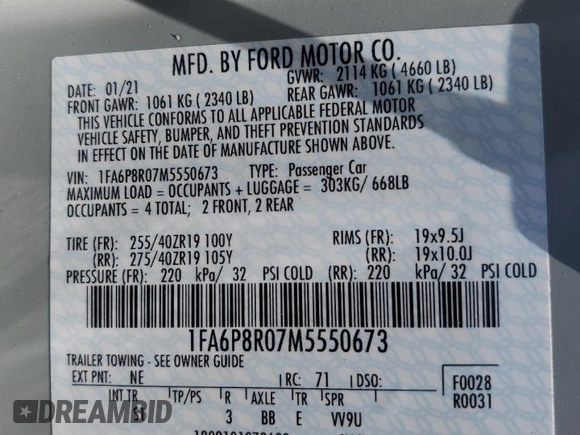 MFD. BY FORD MOTOR CO.
DATE: 01/21 GVWR: 2114 KG ( 4660 LB)
FRONT GAWR: 1061 KG ( 2340 LB) REAR GAWR: 1061 KG ( 2340 LB)
THIS VEHICLE CONFORMS TO ALL APPLICABLE FEDERAL MOTOR
VEHICLE SAFETY, BUMPER, AND THEFT PREVENTION STANDARDS
IN EFFECT ON THE DATE OF MANUFACTURE SHOWN ABOVE.
VIN: 1FA6P8R07M5550673 TYPE: Passenger Car
MAXIMUM LOAD = OCCUPANTS + LUGGAGE = 303KG/ 668LB
OCCUPANTS = 4 TOTAL; 2 FRONT, 2 REAR
TIRE (FR): 255/40ZR19 100Y RIMS (FR): 19x9.5J
(RR): 275/40ZR19 105Y (RR): 19x10.0J
PRESSURE (FR): 220 kPa/ 32 PSI COLD (RR): 220 kPa/ 32 PSI COLD
1FA6P8R07M5550673
TRAILER TOWING - SEE OWNER GUIDE
EXT PNT: NE RC: 71 DSO: F0028
INT TR TP/PS R AXLE TR SPR R0031
SI 3 BB E VV9U
DREAMBID